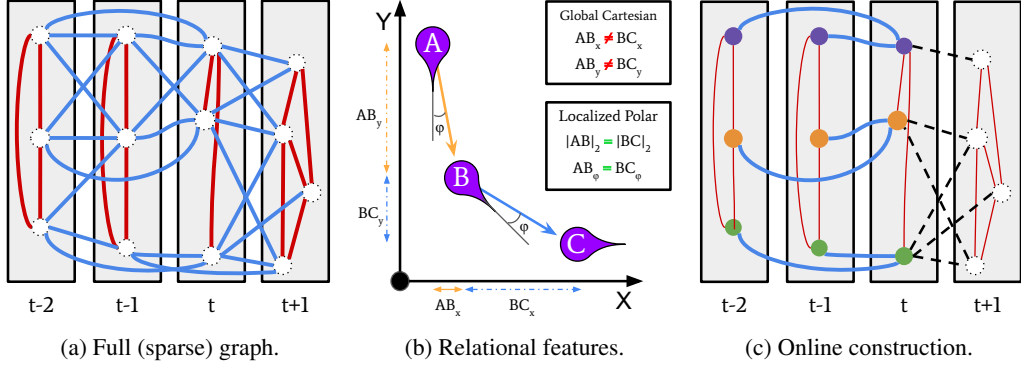 t-2
t-1
t
t+1
(a) Full (sparse) graph.
Y
A
φ
AB_y
B
BC_y
φ
C
X
AB_x
BC_x
Global Cartesian
AB_x ≠ BC_x
AB_y ≠ BC_y
Localized Polar
|AB|_2 = |BC|_2
AB_φ = BC_φ
(b) Relational features.
t-2
t-1
t
t+1
(c) Online construction.